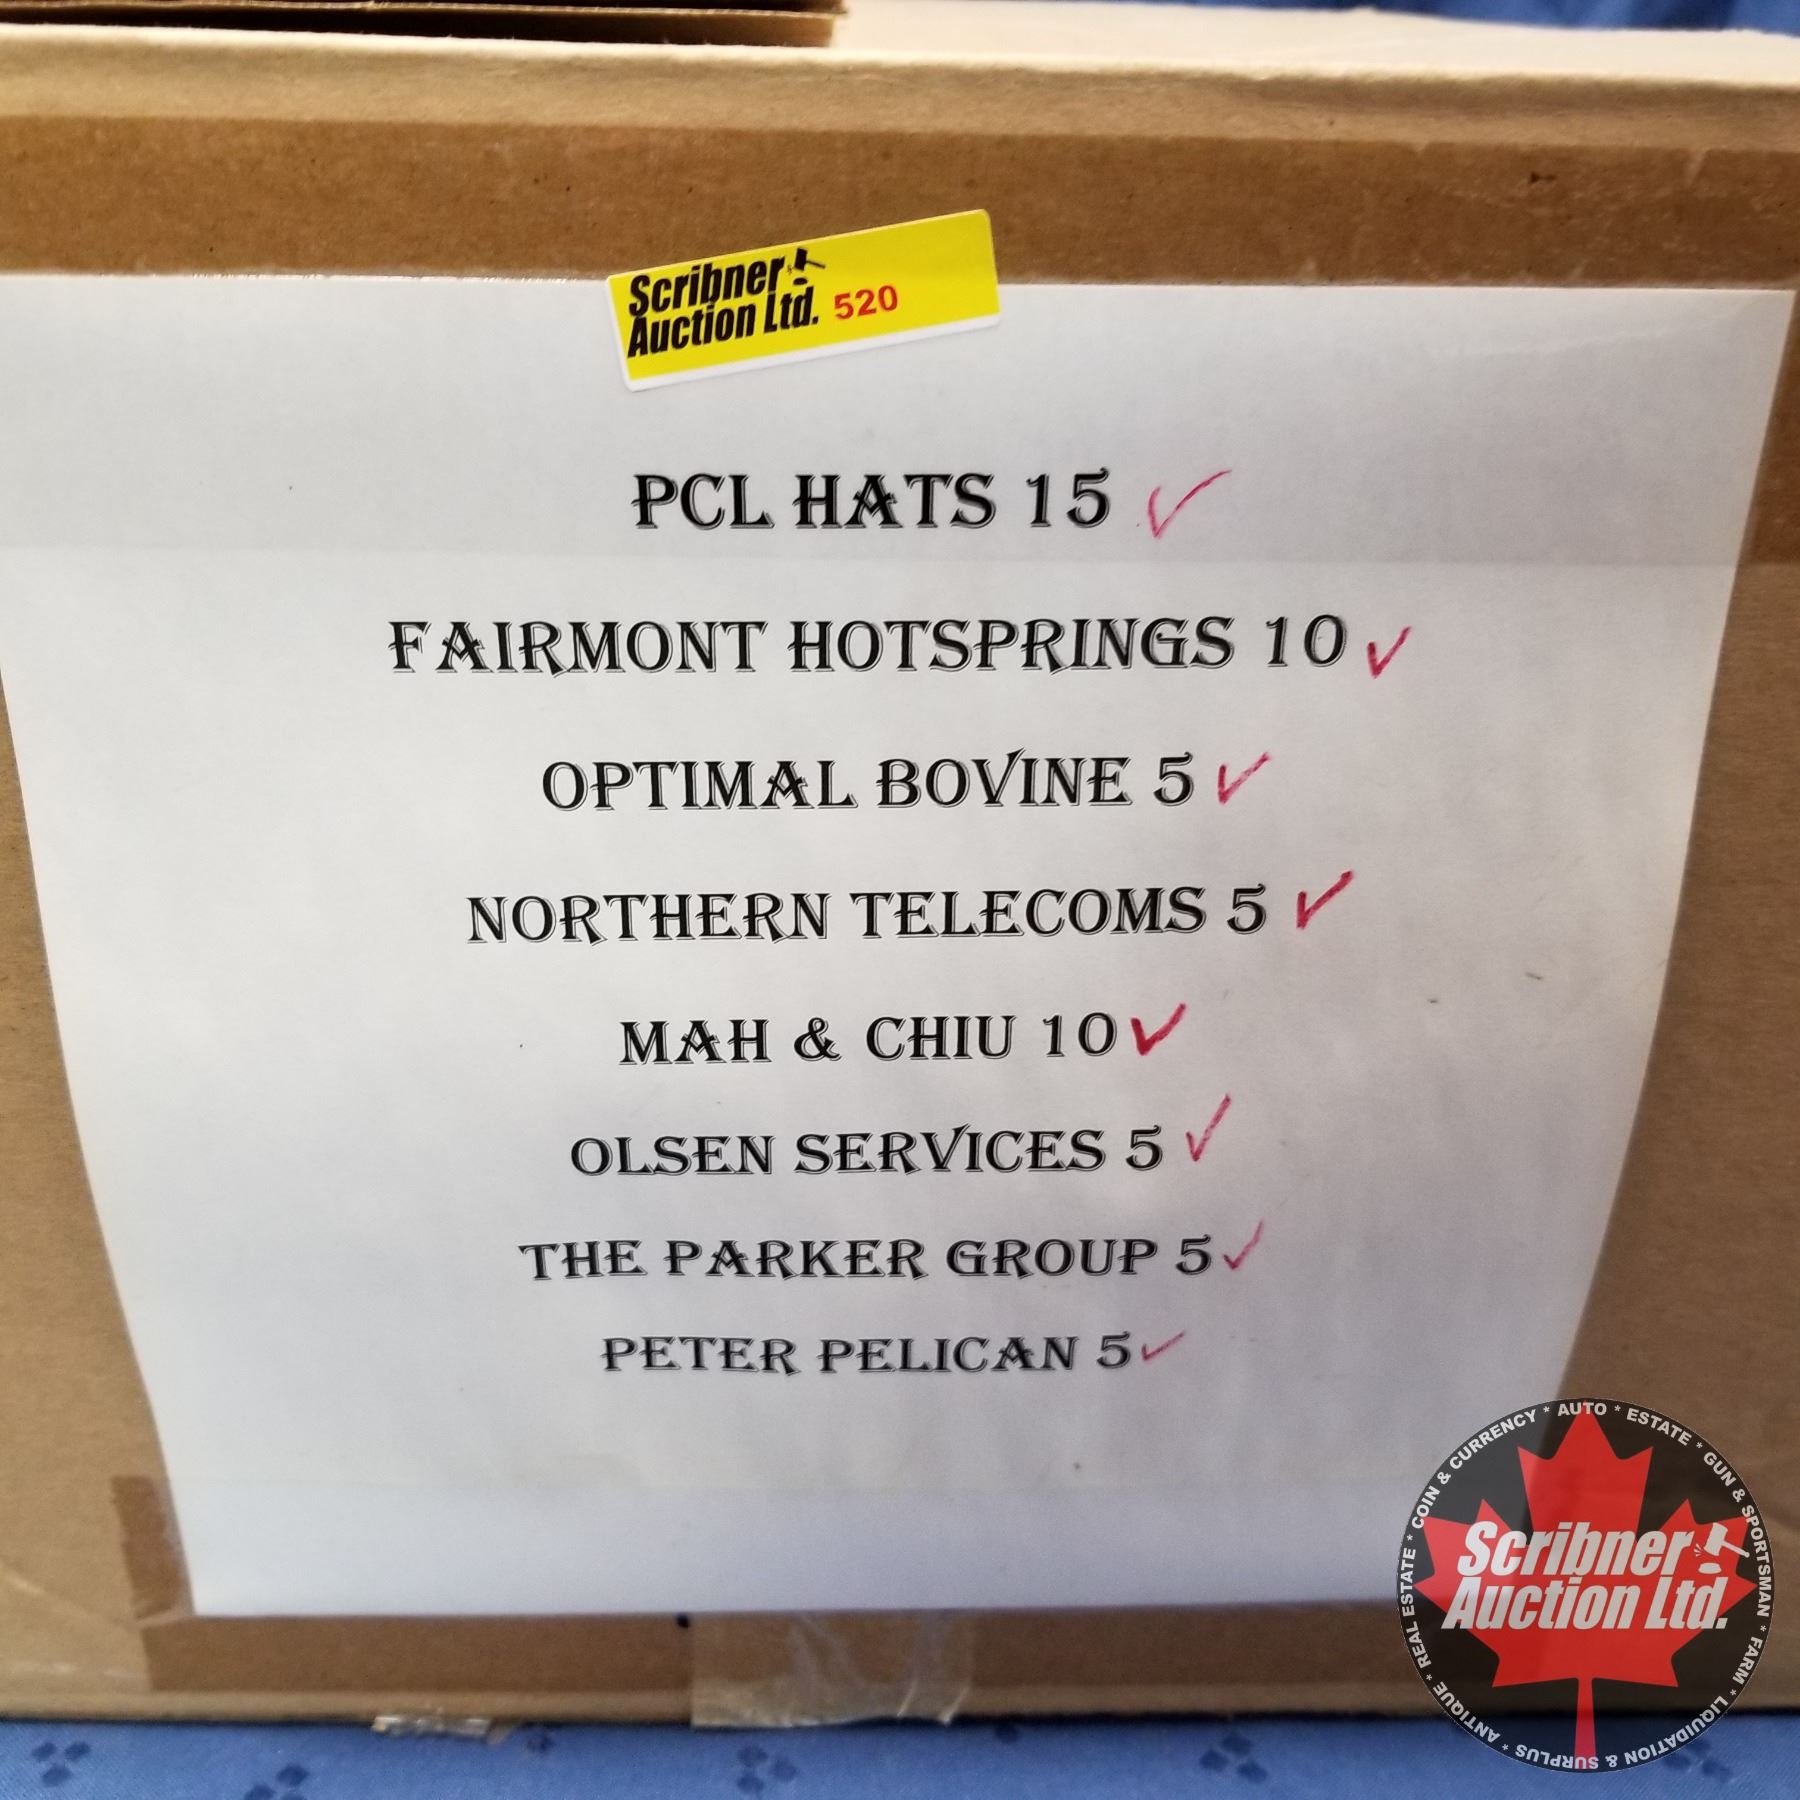 Scribner
Auction Ltd. 520
PCL HATS 15 ✓
FAIRMONT HOTSPRINGS 10 ✓
OPTIMAL BOVINE 5 ✓
NORTHERN TELECOMS 5 ✓
MAH & CHIU 10 ✓
OLSEN SERVICES 5 ✓
THE PARKER GROUP 5 ✓
PETER PELICAN 5 ✓
ANTIQUE * REAL ESTATE * COIN & CURRENCY * AUTO * ESTATE * GUN & SPORTSMAN * FARM * LIQUIDATION & SURPLUS *
Scribner
Auction Ltd.